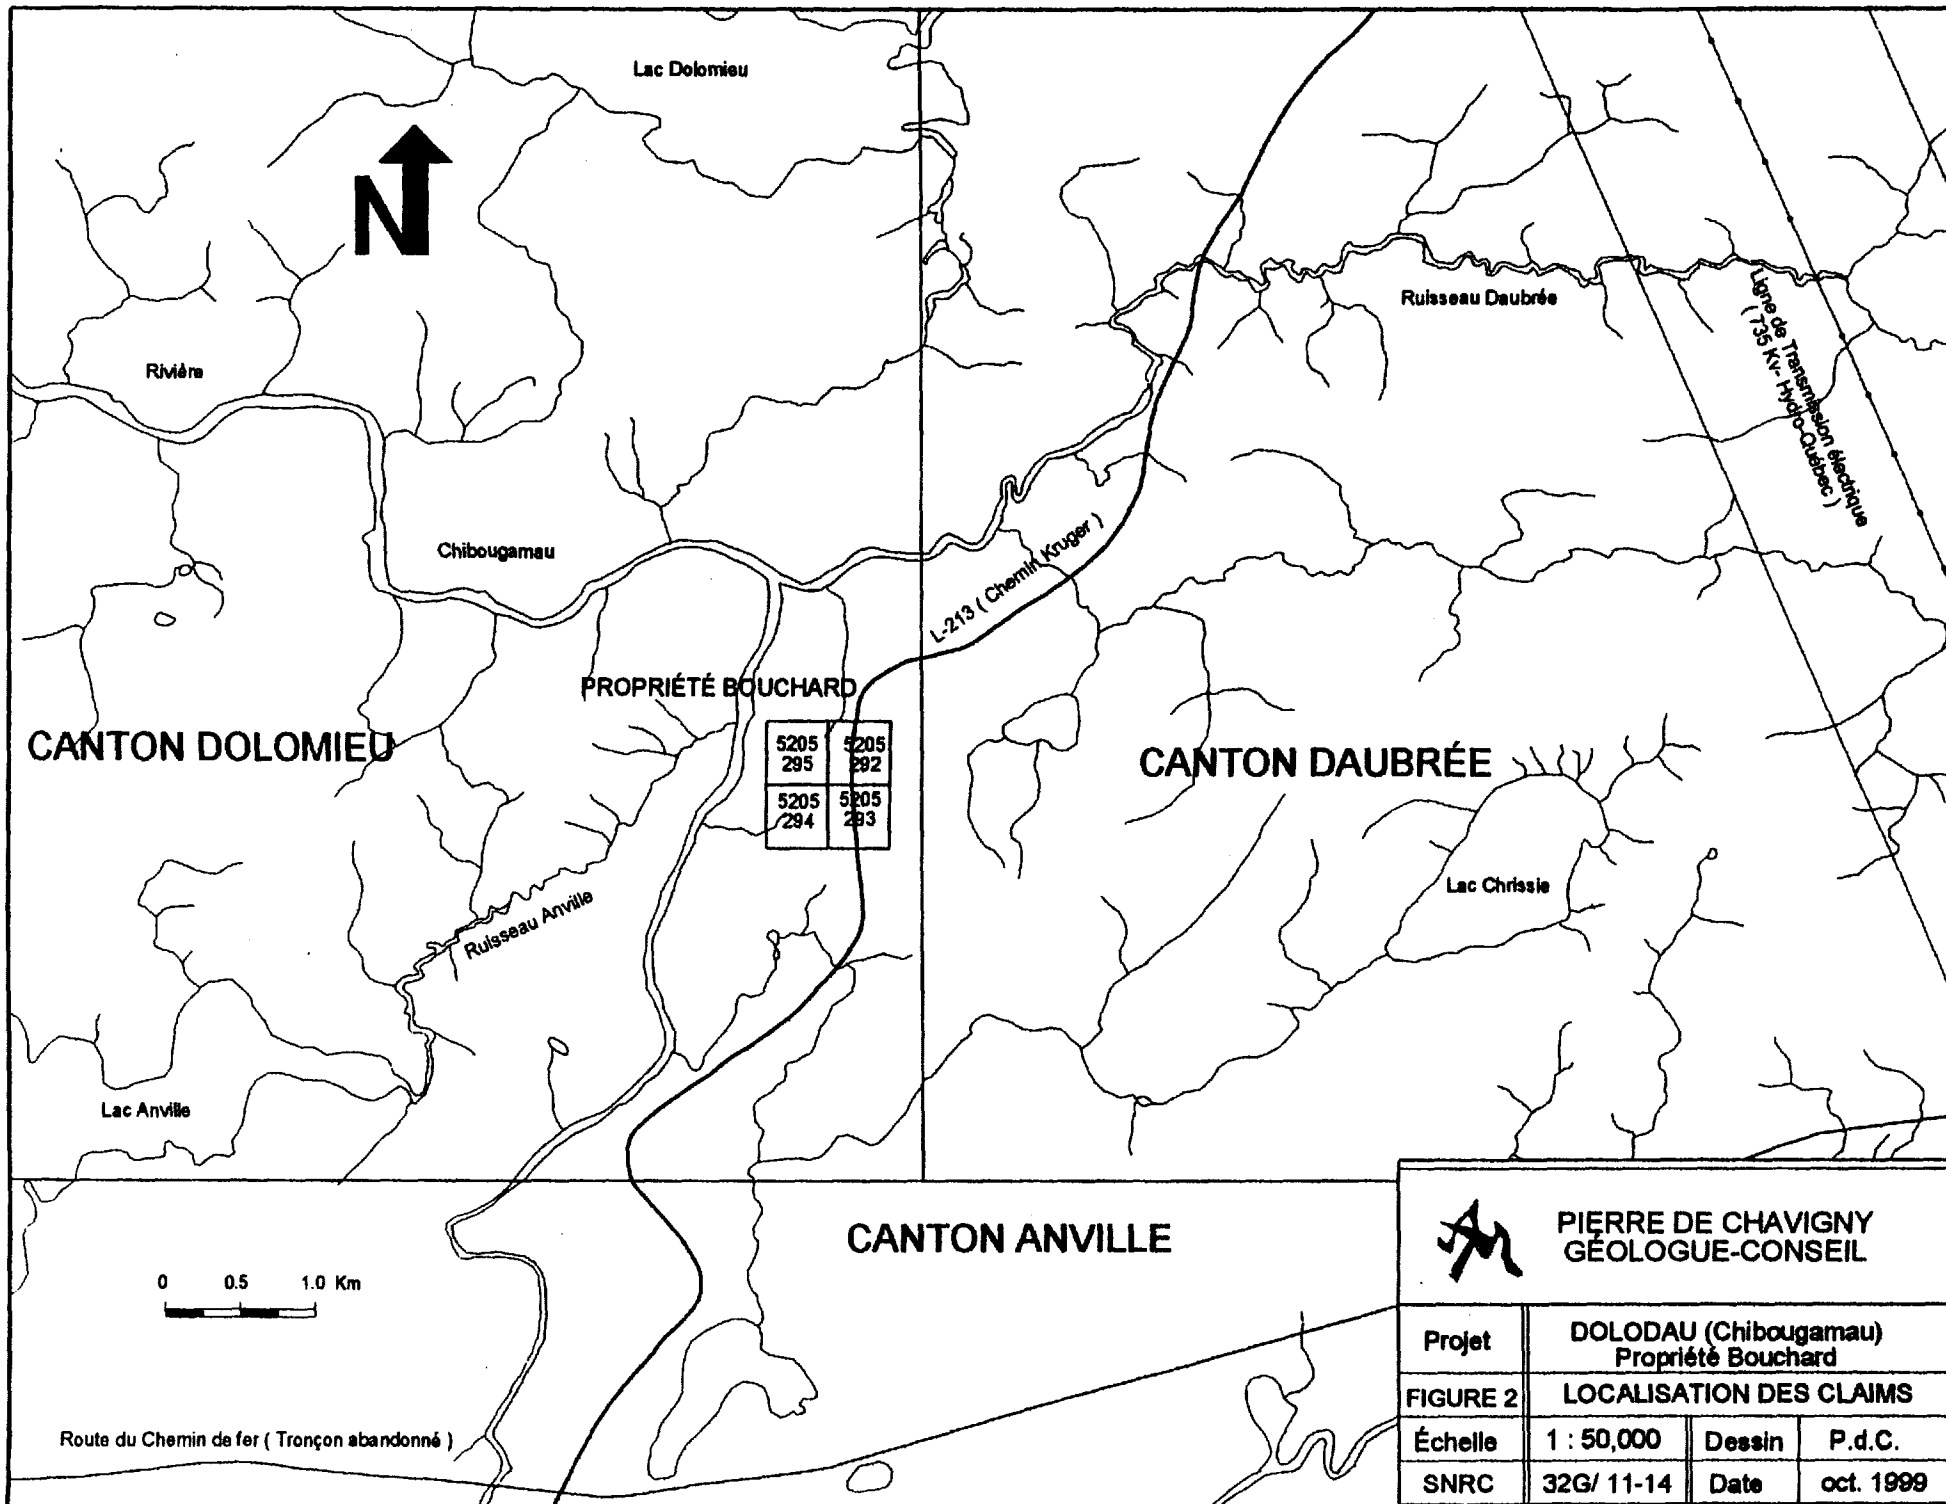 Lac Dolomieu
N
Rivière
Ruisseau Daubrée
Ligne de Transmission électrique
( 735 Kv- Hydro-Québec )
Chibougamau
L-213 ( Chemin Kruger )
PROPRIÉTÉ BOUCHARD
CANTON DOLOMIEU
5205
295
5205
292
5205
294
5205
293
CANTON DAUBRÉE
Lac Chrissie
Ruisseau Anville
Lac Anville
CANTON ANVILLE
0 0.5 1.0 Km
Route du Chemin de fer ( Tronçon abandonné )
PIERRE DE CHAVIGNY
GÉOLOGUE-CONSEIL
Projet
DOLODAU (Chibougamau)
Propriété Bouchard
FIGURE 2
LOCALISATION DES CLAIMS
Échelle
1 : 50,000
Dessin
P.d.C.
SNRC
32G/ 11-14
Date
oct. 1999